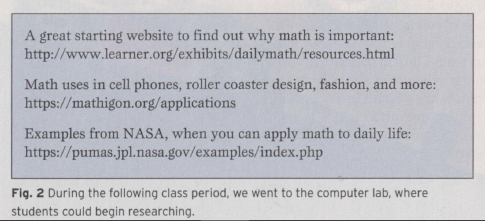 A great starting website to find out why math is important:
http://www.learner.org/exhibits/dailymath/resources.html
Math uses in cell phones, roller coaster design, fashion, and more:
https://mathigon.org/applications
Examples from NASA, when you can apply math to daily life:
https://pumas.jpl.nasa.gov/examples/index.php
Fig. 2 During the following class period, we went to the computer lab, where
students could begin researching.